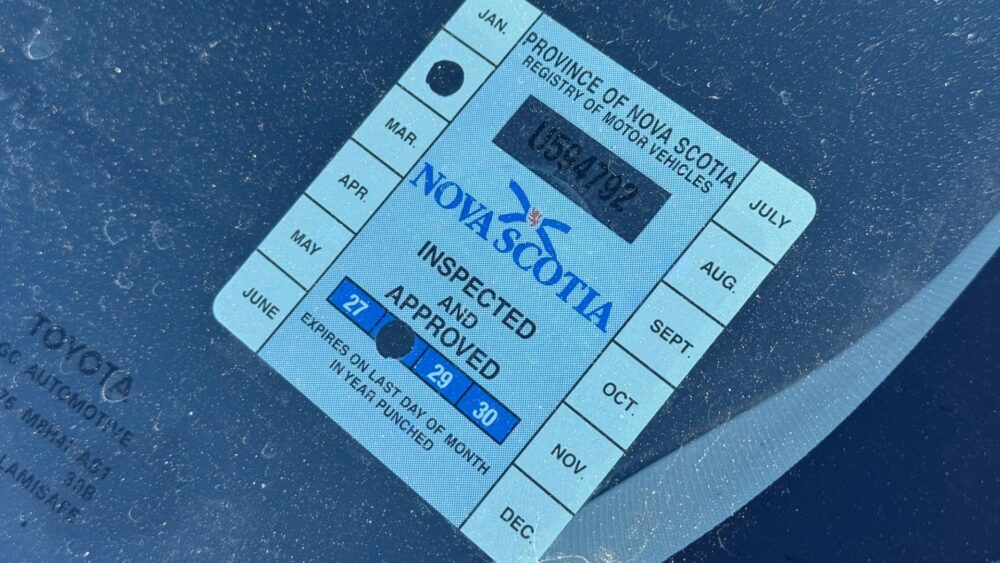 JAN.
MAR.
APR.
MAY
JUNE
PROVINCE OF NOVA SCOTIA
REGISTRY OF MOTOR VEHICLES
U594792
NOVA SCOTIA
INSPECTED
AND
APPROVED
27 29 30
EXPIRES ON LAST DAY OF MONTH
IN YEAR PUNCHED
JULY
AUG.
SEPT.
OCT.
NOV.
DEC.
TOYOTA
AUTOMOTIVE